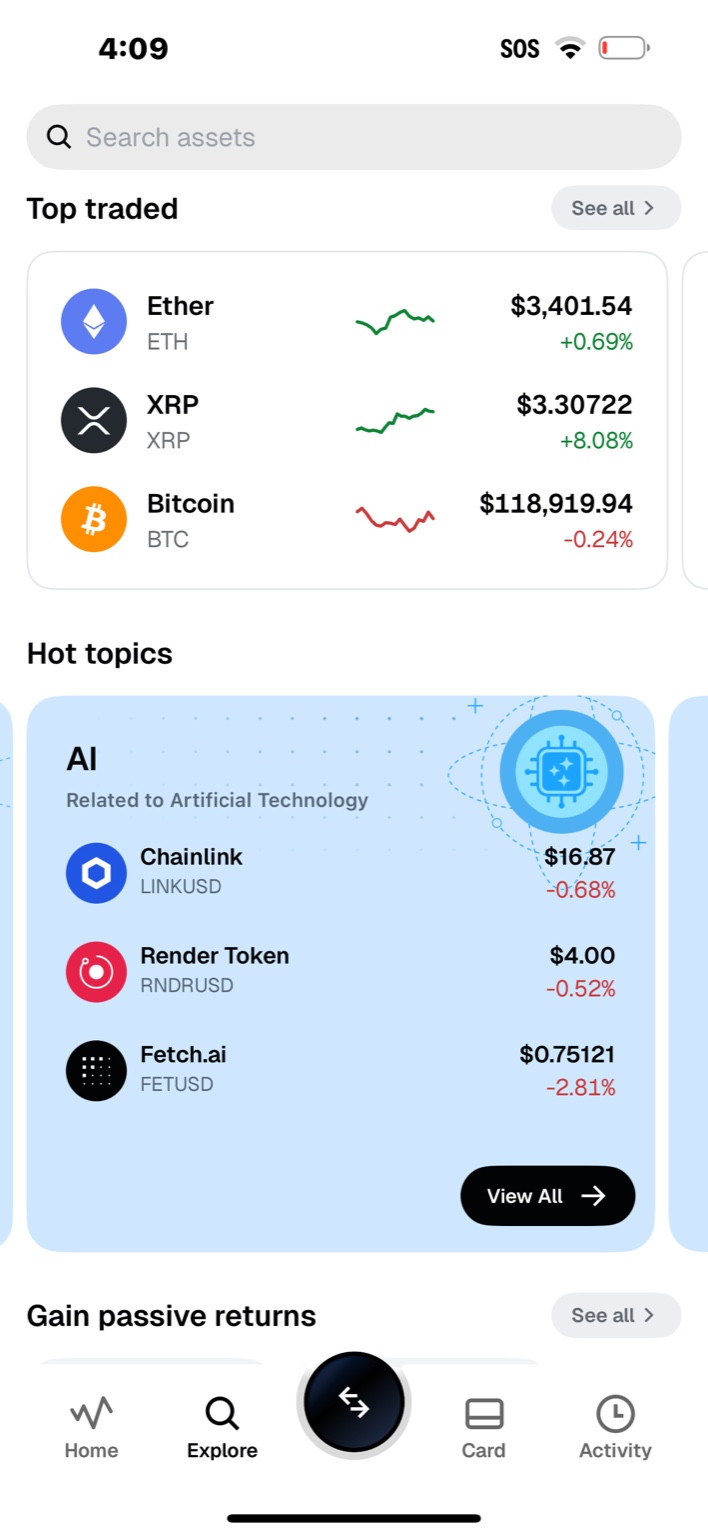 4:09 SOS
Search assets
Top traded See all
Ether $3,401.54
ETH +0.69%
XRP $3.30722
XRP +8.08%
Bitcoin $118,919.94
BTC -0.24%
Hot topics
AI
Related to Artificial Technology
Chainlink $16.87
LINKUSD -0.68%
Render Token $4.00
RNDRUSD -0.52%
Fetch.ai $0.75121
FETUSD -2.81%
View All
Gain passive returns See all
Home Explore Card Activity